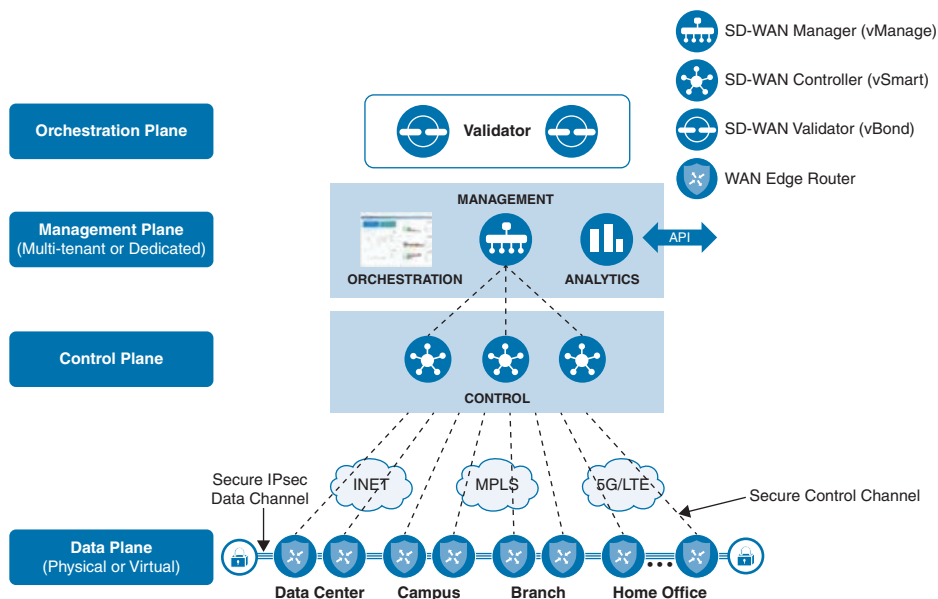 SD-WAN Manager (vManage)
SD-WAN Controller (vSmart)
SD-WAN Validator (vBond)
WAN Edge Router
Orchestration Plane
Validator
Management Plane
(Multi-tenant or Dedicated)
MANAGEMENT
ORCHESTRATION
ANALYTICS
API
Control Plane
CONTROL
INET
MPLS
5G/LTE
Secure IPsec
Data Channel
Secure Control Channel
Data Plane
(Physical or Virtual)
Data Center
Campus
Branch
Home Office